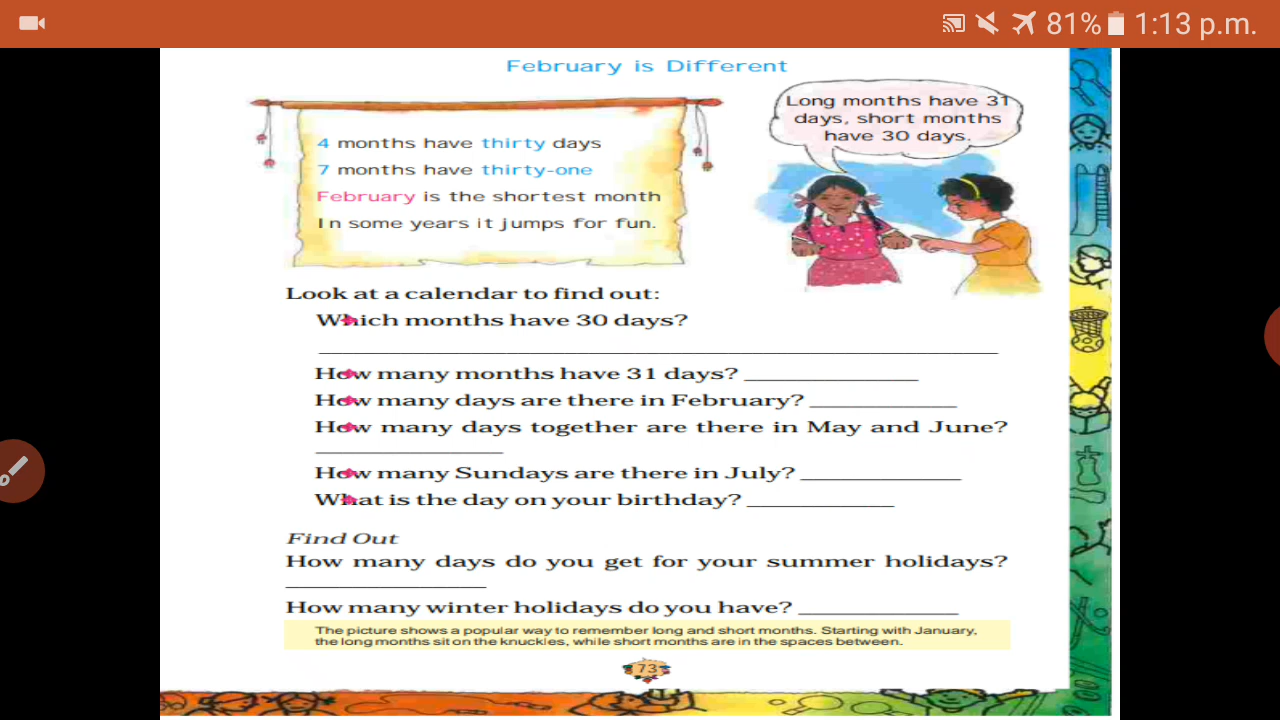 81% 1:13 p.m.
February is Different
4 months have thirty days
7 months have thirty-one
February is the shortest month
In some years it jumps for fun.
Long months have 31
days, short months
have 30 days.
Look at a calendar to find out:
Which months have 30 days?
How many months have 31 days?
How many days are there in February?
How many days together are there in May and June?
How many Sundays are there in July?
What is the day on your birthday?
Find Out
How many days do you get for your summer holidays?
How many winter holidays do you have?
The picture shows a popular way to remember long and short months. Starting with January,
the long months sit on the knuckles, while short months are in the spaces between.
73